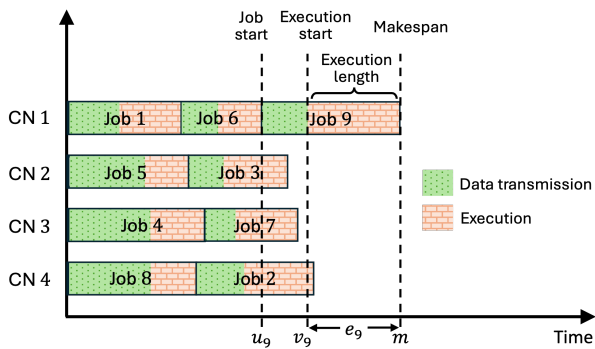 Job start
Execution start
Makespan
Execution length
CN 1
Job 1
Job 6
Job 9
CN 2
Job 5
Job 3
Data transmission
CN 3
Job 4
Job 7
Execution
CN 4
Job 8
Job 2
u₉
v₉
e₉
m
Time